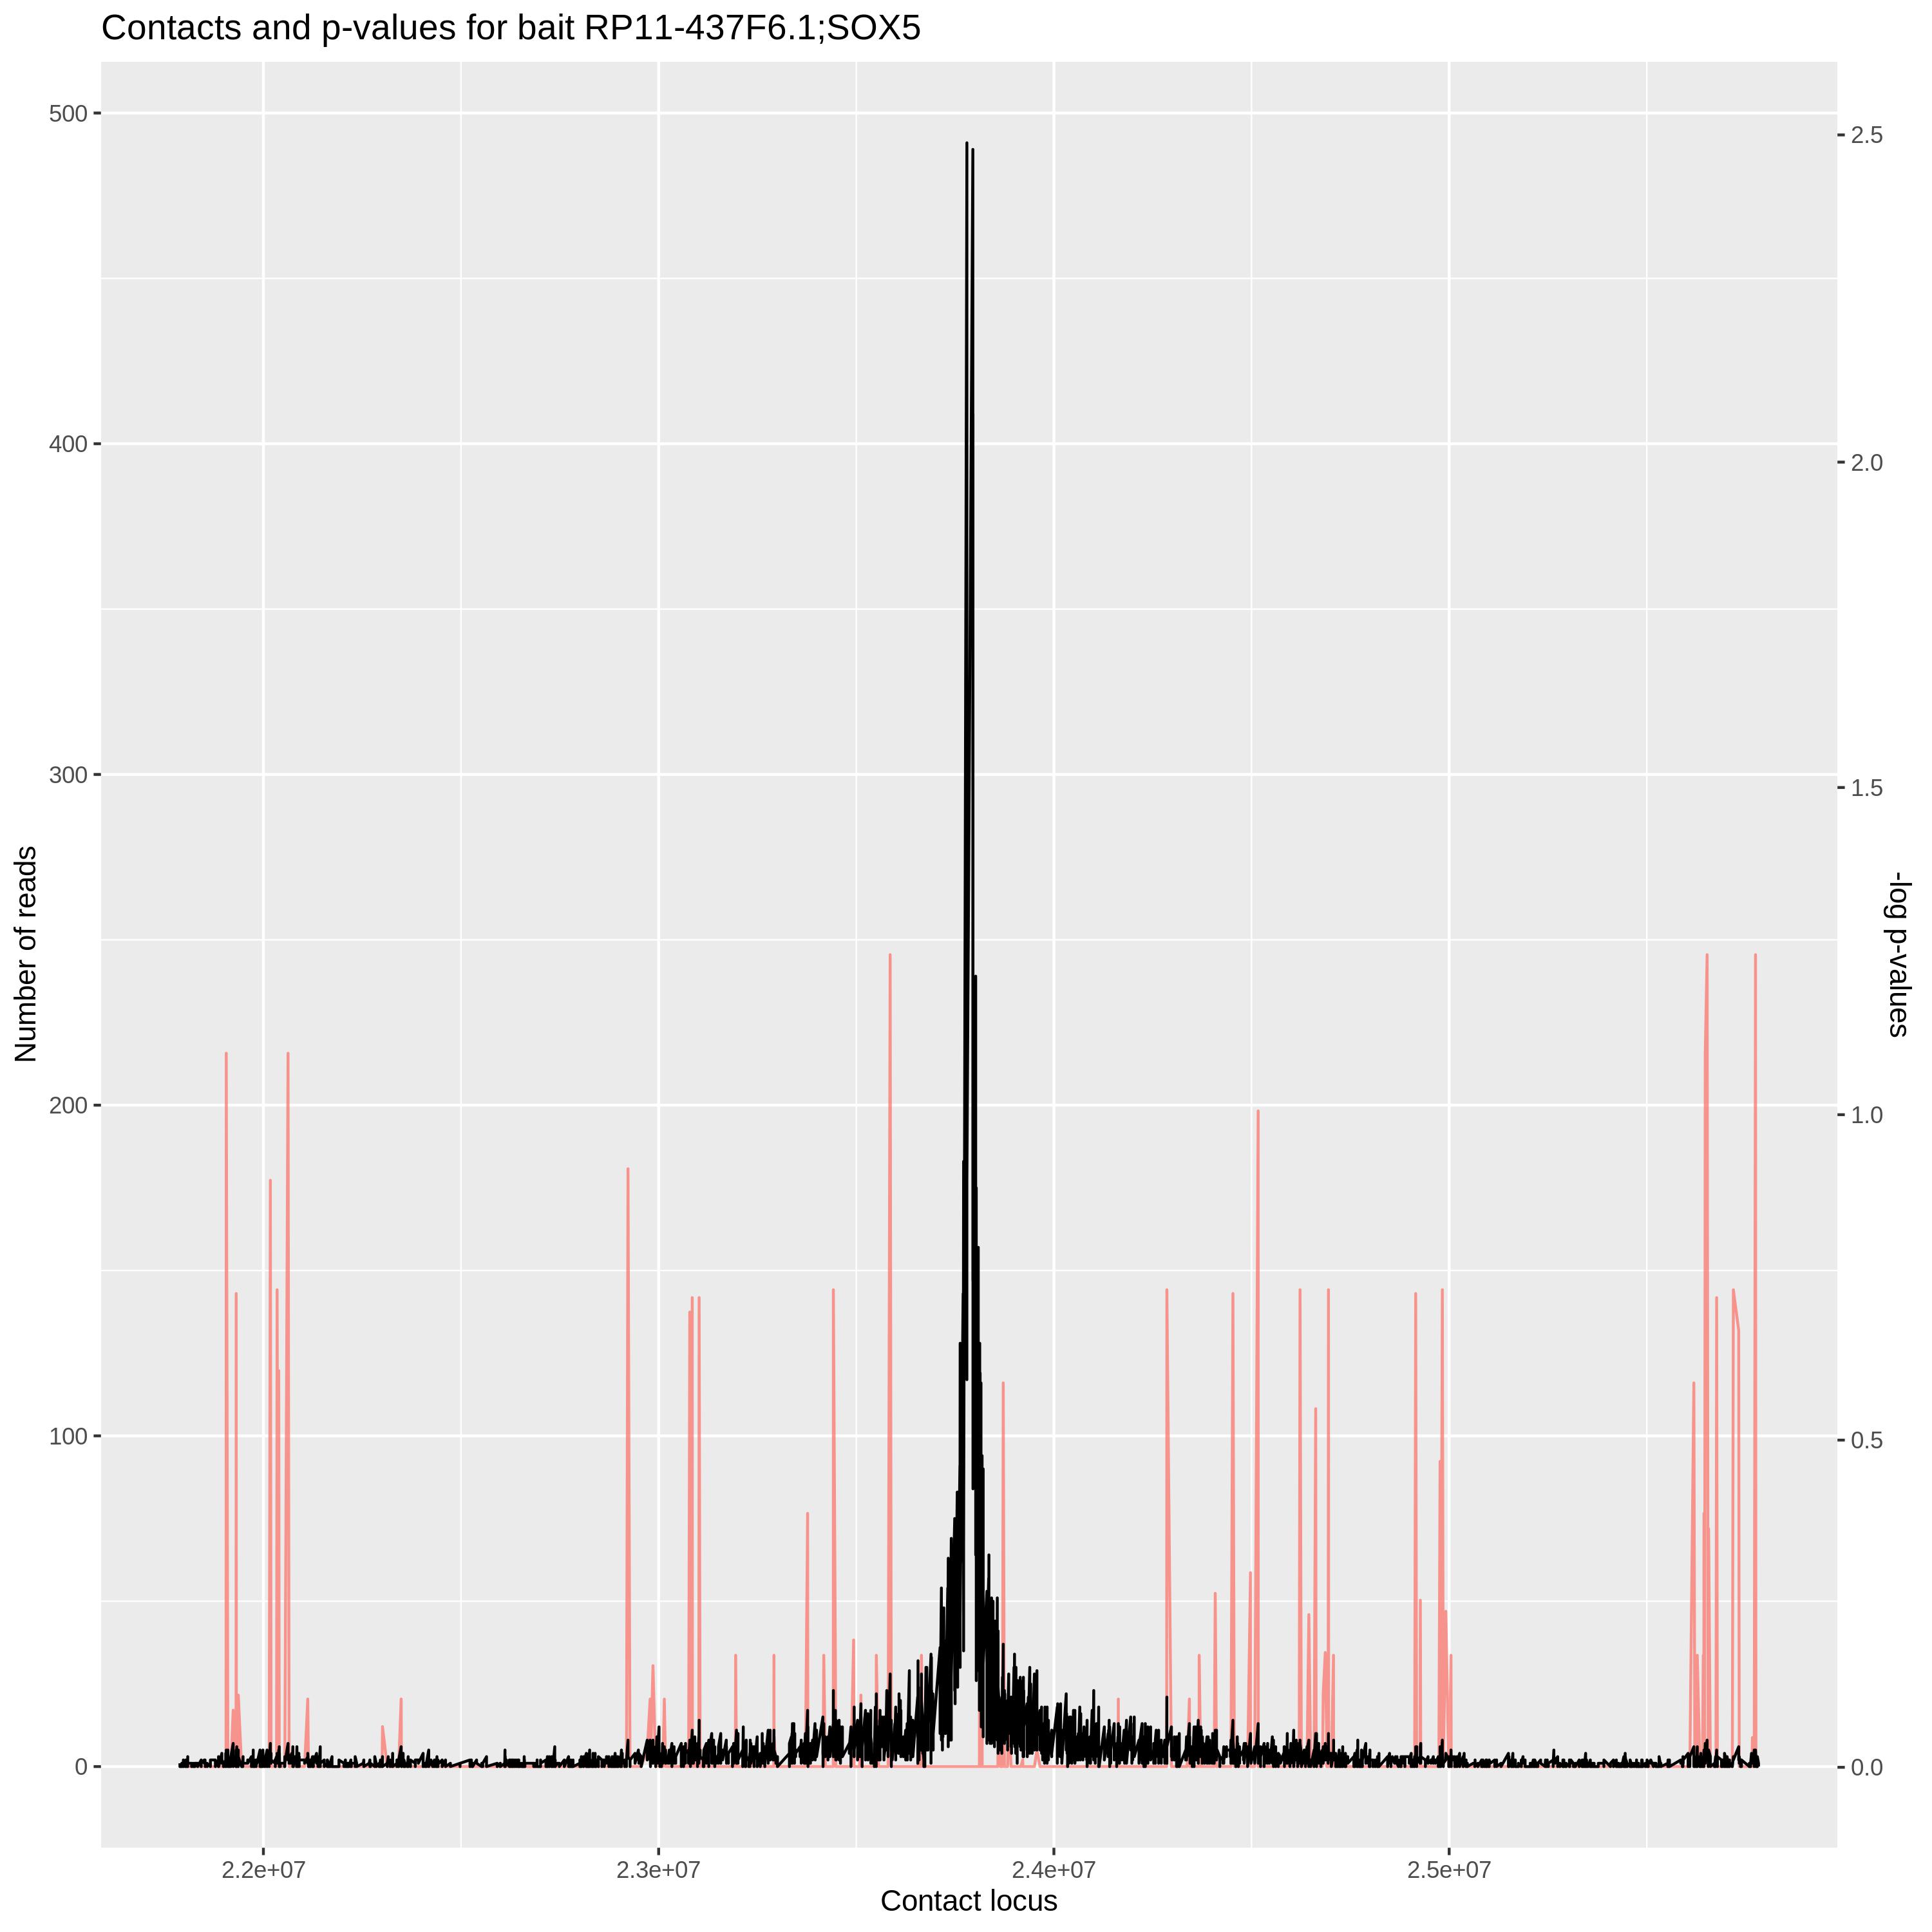 Contacts and p-values for bait RP11-437F6.1;SOX5
500
400
300
200
100
0
Number of reads
2.5
2.0
1.5
1.0
0.5
0.0
-log p-values
2.2e+07 2.3e+07 2.4e+07 2.5e+07
Contact locus